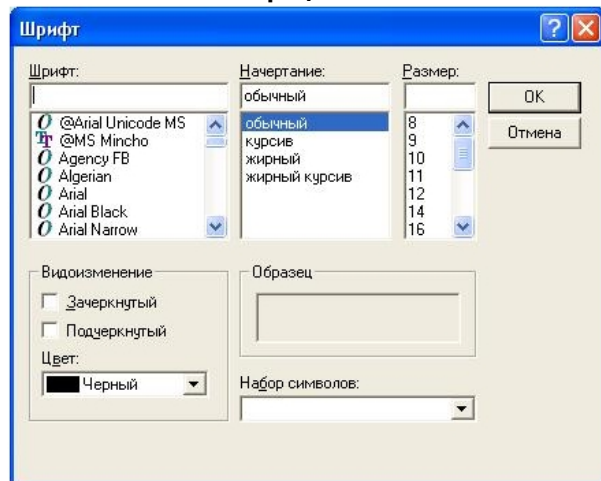 Шрифт
Шрифт:
Начертание:
Размер:
обычный
OK
Отмена
@Arial Unicode MS
@MS Mincho
Agency FB
Algerian
Arial
Arial Black
Arial Narrow
обычный
курсив
жирный
жирный курсив
8
9
10
11
12
14
16
Видоизменение
Зачеркнутый
Подчеркнутый
Цвет:
Черный
Образец
Набор символов: